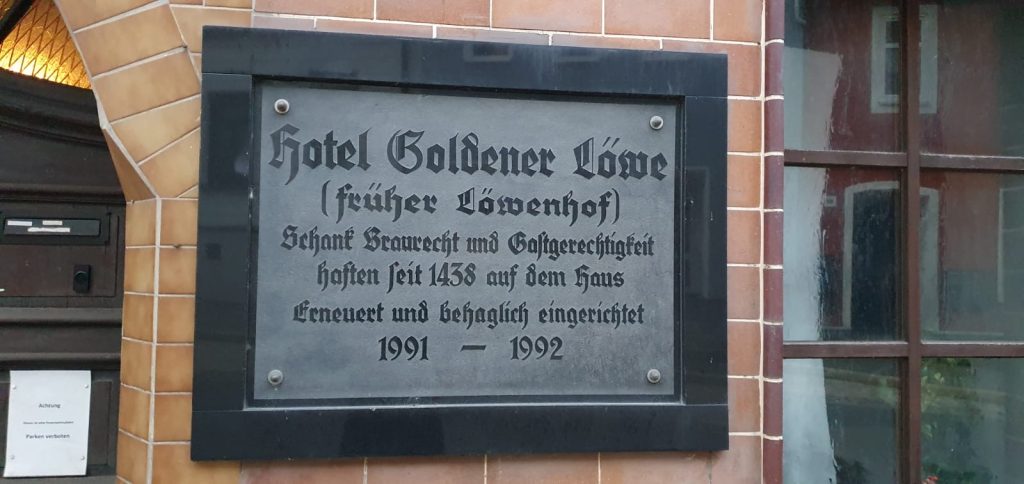 Hotel Goldener Löwe
(früher Löwenhof)
Schank Braurecht und Gastgerechtigkeit
haften seit 1438 auf dem Haus
Erneuert und behaglich eingerichtet
1991 — 1992
Achtung
Parken verboten